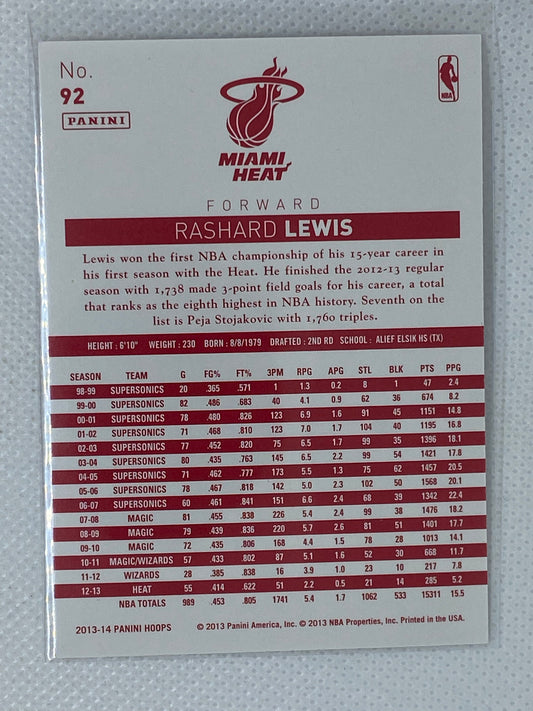 No.
92
PANINI
NBA
MIAMI
HEAT
FORWARD
RASHARD LEWIS
Lewis won the first NBA championship of his 15-year career in
his first season with the Heat. He finished the 2012-13 regular
season with 1,738 made 3-point field goals for his career, a total
that ranks as the eighth highest in NBA history. Seventh on the
list is Peja Stojakovic with 1,760 triples.
HEIGHT : 6'10" WEIGHT : 230 BORN : 8/8/1979 DRAFTED : 2ND RD SCHOOL : ALIEF ELSIK HS (TX)
SEASON TEAM G FG% FT% 3PM RPG APG STL BLK PTS PPG
98-99 SUPERSONICS 20 .365 .571 1 1.3 0.2 8 1 47 2.4
99-00 SUPERSONICS 82 .486 .683 40 4.1 0.9 62 36 674 8.2
00-01 SUPERSONICS 78 .480 .826 123 6.9 1.6 91 45 1151 14.8
01-02 SUPERSONICS 71 .468 .810 123 7.0 1.7 104 40 1195 16.8
02-03 SUPERSONICS 77 .452 .820 75 6.5 1.7 99 35 1396 18.1
03-04 SUPERSONICS 80 .435 .763 145 6.5 2.2 99 54 1421 17.8
04-05 SUPERSONICS 71 .462 .777 173 5.5 1.3 75 62 1457 20.5
05-06 SUPERSONICS 78 .467 .818 142 5.0 2.3 102 50 1568 20.1
06-07 SUPERSONICS 60 .461 .841 151 6.6 2.4 68 39 1342 22.4
07-08 MAGIC 81 .455 .838 226 5.4 2.4 99 38 1476 18.2
08-09 MAGIC 79 .439 .836 220 5.7 2.6 81 51 1401 17.7
09-10 MAGIC 72 .435 .806 168 4.4 1.5 78 28 1013 14.1
10-11 MAGIC/WIZARDS 57 .433 .802 87 5.1 1.6 52 30 668 11.7
11-12 WIZARDS 28 .385 .838 16 3.9 1.0 23 10 217 7.8
12-13 HEAT 55 .414 .622 51 2.2 0.5 21 14 285 5.2
NBA TOTALS 989 .453 .805 1741 5.4 1.7 1062 533 15311 15.5
2013-14 PANINI HOOPS © 2013 Panini America, Inc. © 2013 NBA Properties, Inc. Printed in the USA.